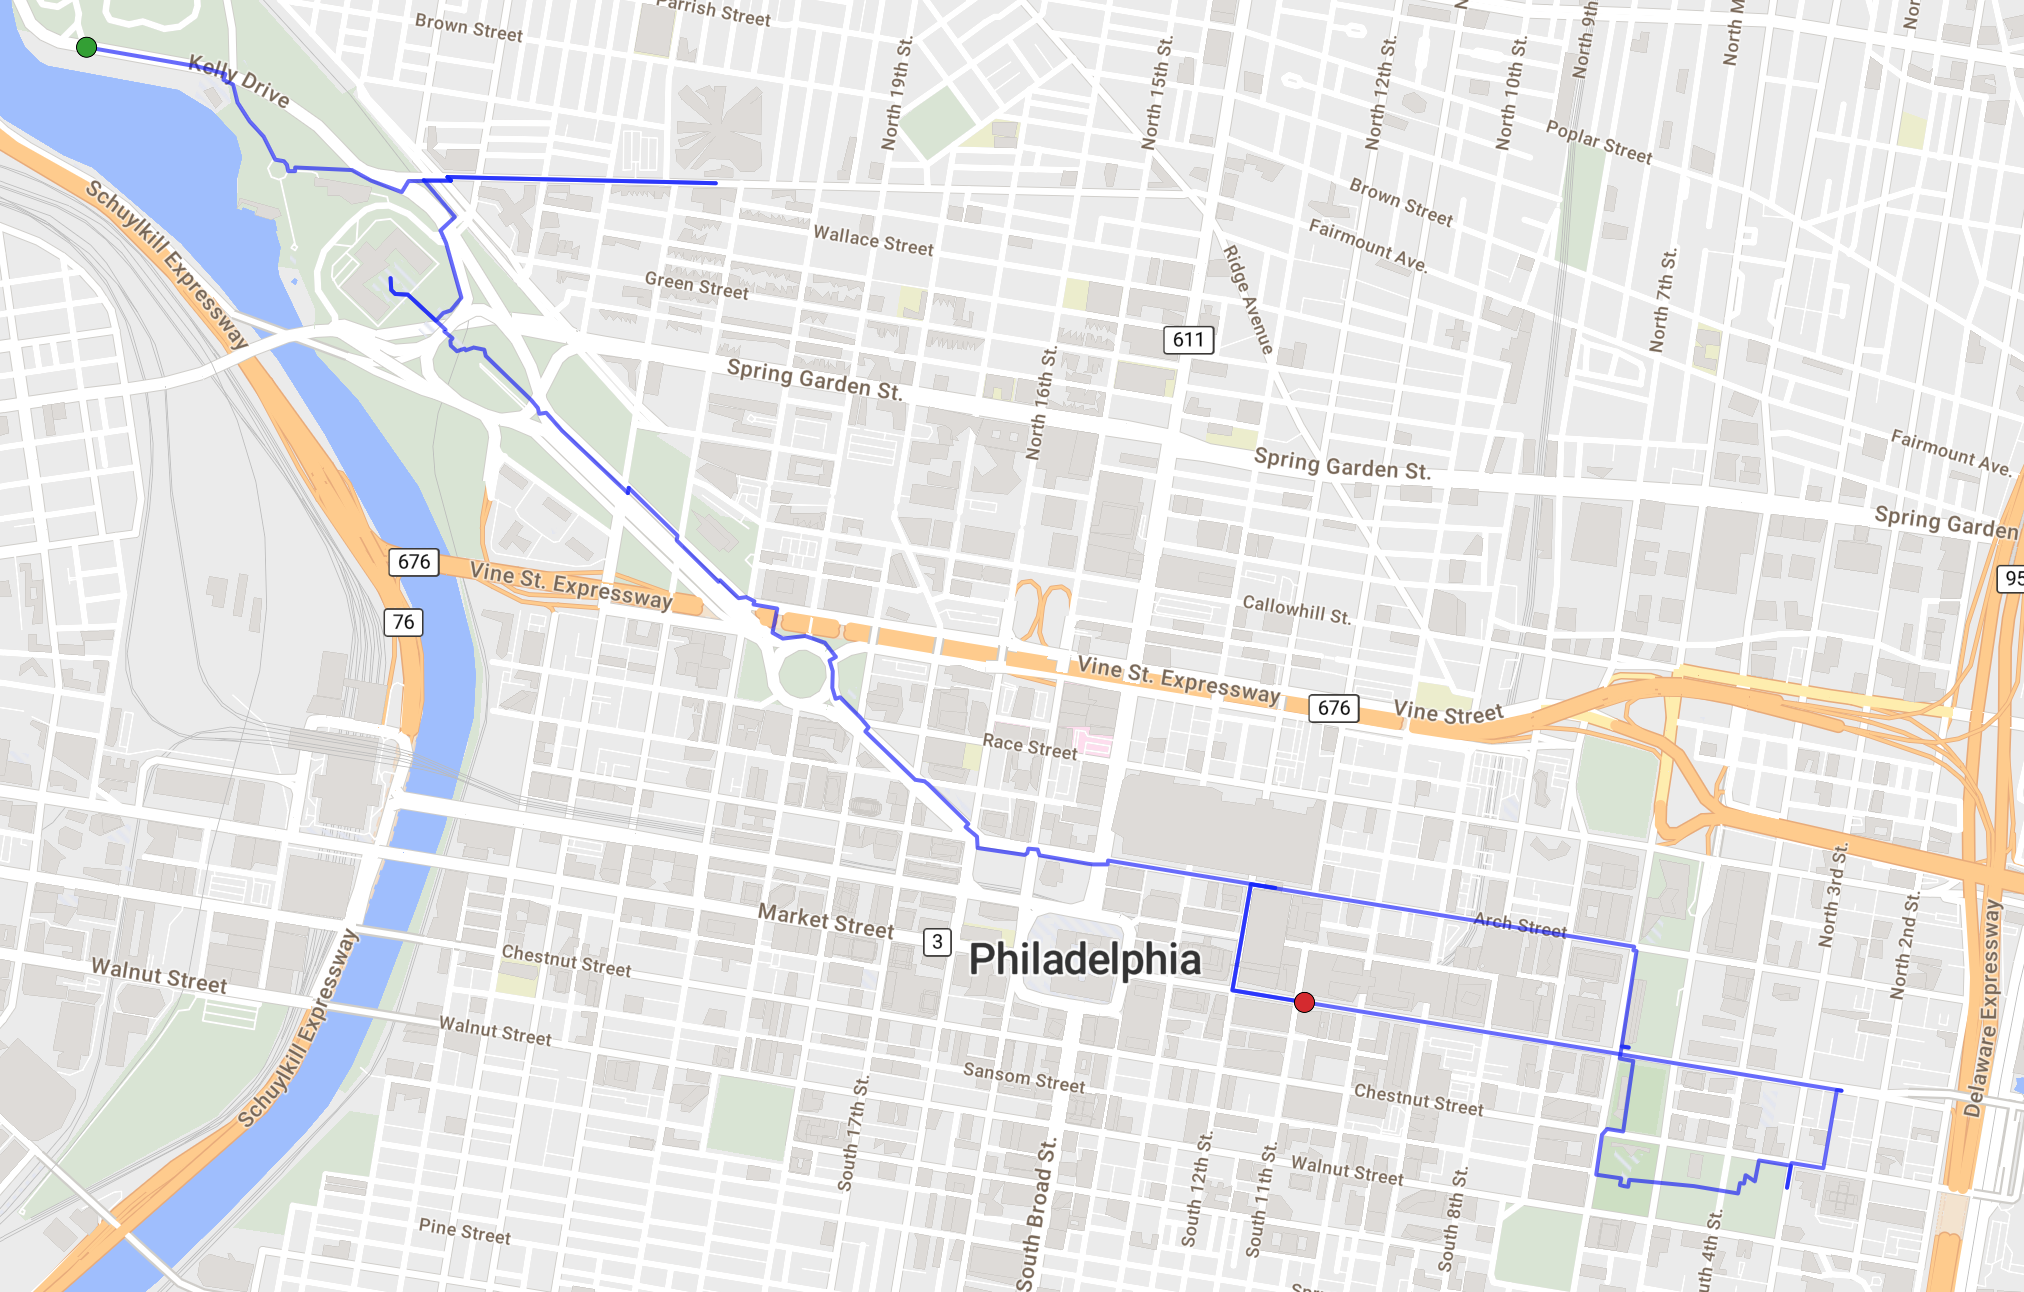 Brown Street
Parrish Street
North 19th St.
North 15th St.
North 12th St.
North 10th St.
North 9th
North M
Kelly Drive
Poplar Street
Brown Street
Fairmount Ave.
Wallace Street
Green Street
Ridge Avenue
North 7th St.
Schuylkill Expressway
611
North 16th St.
Spring Garden St.
Spring Garden St.
Fairmount Ave.
Spring Garden
676
76
95
Vine St. Expressway
Callowhill St.
Vine St. Expressway
676
Vine Street
Race Street
North 3rd St.
North 2nd St.
Market Street
3
Arch Street
Philadelphia
Chestnut Street
Walnut Street
Walnut Street
Schuylkill Expressway
Sansom Street
Chestnut Street
Delaware Expressway
South 17th St.
South Broad St.
South 12th St.
South 11th St.
Walnut Street
South 8th St.
uth 4th St.
Pine Street